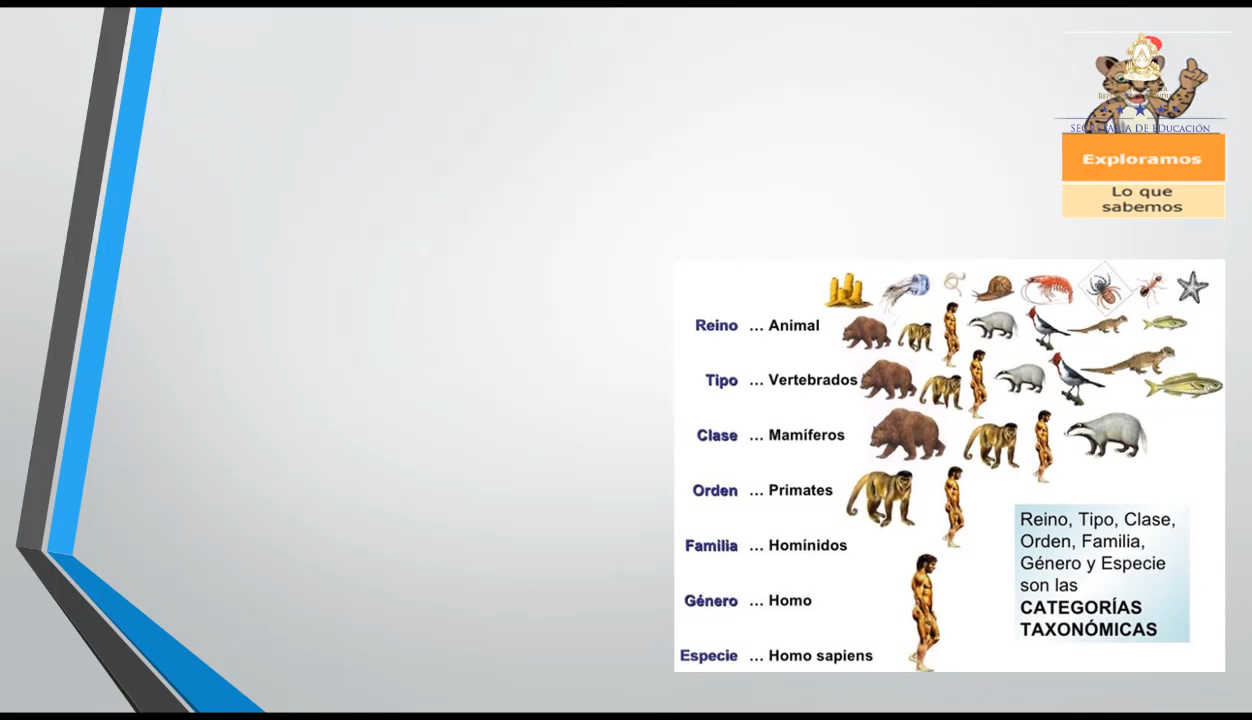 SECRETARÍA DE EDUCACIÓN
Exploramos
Lo que
sabemos
Reino ... Animal
Tipo ... Vertebrados
Clase ... Mamíferos
Orden ... Primates
Familia ... Homínidos
Género ... Homo
Especie ... Homo sapiens
Reino, Tipo, Clase,
Orden, Familia,
Género y Especie
son las
CATEGORÍAS
TAXONÓMICAS